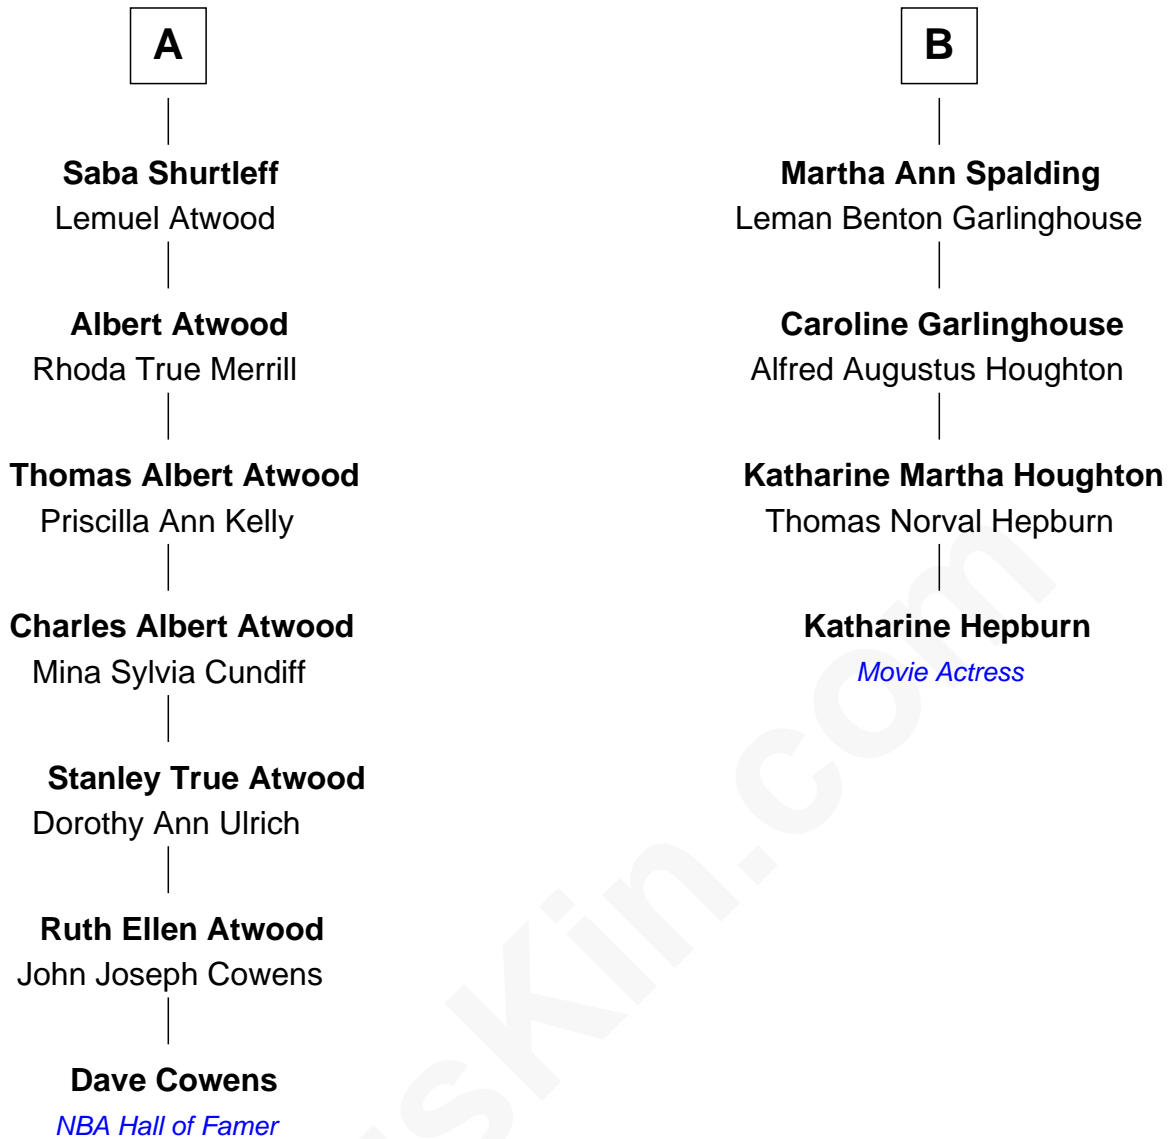 A
Saba Shurtleff
Lemuel Atwood
Albert Atwood
Rhoda True Merrill
Thomas Albert Atwood
Priscilla Ann Kelly
Charles Albert Atwood
Mina Sylvia Cundiff
Stanley True Atwood
Dorothy Ann Ulrich
Ruth Ellen Atwood
John Joseph Cowens
Dave Cowens
NBA Hall of Famer
B
Martha Ann Spalding
Leman Benton Garlinghouse
Caroline Garlinghouse
Alfred Augustus Houghton
Katharine Martha Houghton
Thomas Norval Hepburn
Katharine Hepburn
Movie Actress